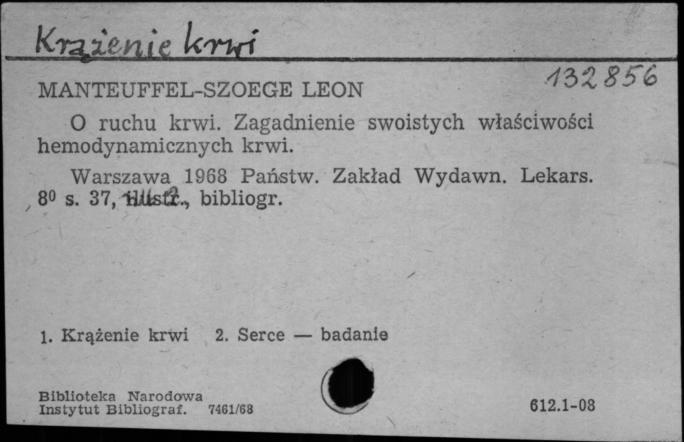 Krążenie krwi
132856
MANTEUFFEL-SZOEGE LEON
O ruchu krwi. Zagadnienie swoistych właściwości
hemodynamicznych krwi.
Warszawa 1968 Państw. Zakład Wydawn. Lekars.
8⁰ s. 37, ilustr., bibliogr.
1. Krążenie krwi 2. Serce — badanie
Biblioteka Narodowa
Instytut Bibliograf. 7461/68
612.1-08